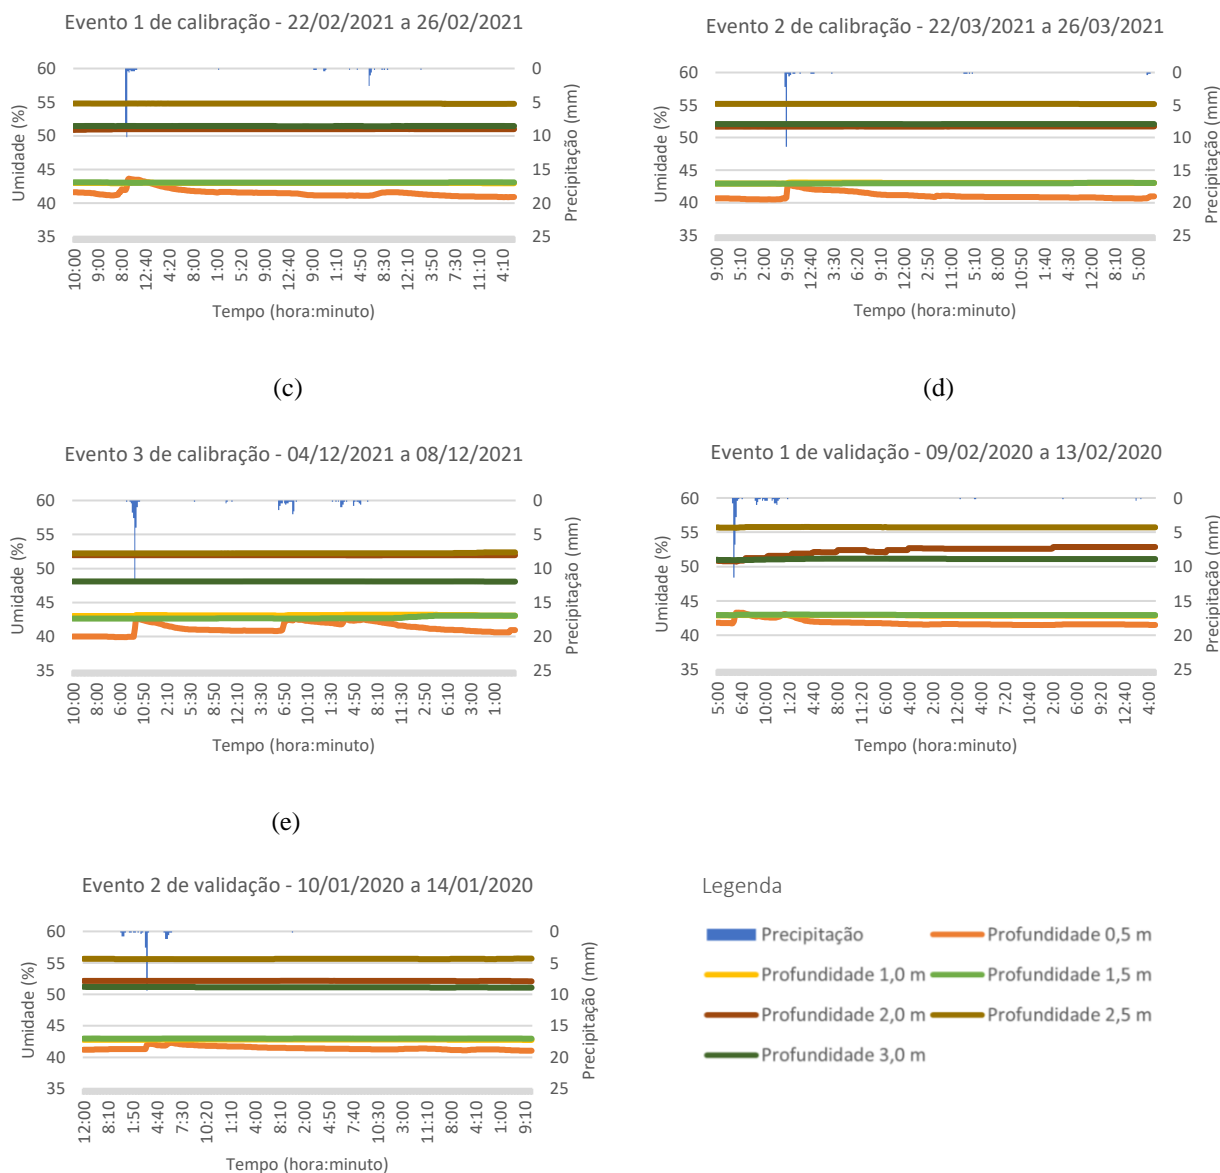 Evento 1 de calibração - 22/02/2021 a 26/02/2021
60 55 50 45 40 35
Umidade (%)
0 5 10 15 20 25
Precipitação (mm)
10:00 9:00 8:00 12:40 4:20 8:00 1:00 5:20 9:00 12:40 9:00 1:10 4:50 8:30 12:10 3:50 7:30 11:10 4:10
Tempo (hora:minuto)
Evento 2 de calibração - 22/03/2021 a 26/03/2021
60 55 50 45 40 35
Umidade (%)
0 5 10 15 20 25
Precipitação (mm)
9:00 5:10 2:00 9:50 12:40 3:30 6:20 9:10 12:00 2:50 11:20 5:10 8:00 10:50 1:40 4:30 12:00 8:10 5:00
Tempo (hora:minuto)
(c)
(d)
Evento 3 de calibração - 04/12/2021 a 08/12/2021
60 55 50 45 40 35
Umidade (%)
0 5 10 15 20 25
Precipitação (mm)
10:00 8:00 6:00 10:50 2:10 5:30 8:50 12:10 3:30 6:50 10:10 1:30 4:50 8:10 11:30 2:50 6:10 3:00 1:00
Tempo (hora:minuto)
Evento 1 de validação - 09/02/2020 a 13/02/2020
60 55 50 45 40 35
Umidade (%)
0 5 10 15 20 25
Precipitação (mm)
5:00 6:40 10:00 1:20 4:40 8:00 11:20 2:00 6:00 4:00 12:00 4:00 7:20 10:40 2:00 6:00 9:20 12:40 4:00
Tempo (hora:minuto)
(e)
Evento 2 de validação - 10/01/2020 a 14/01/2020
60 55 50 45 40 35
Umidade (%)
0 5 10 15 20 25
Precipitação (mm)
12:00 8:10 1:50 4:40 7:30 10:20 1:10 4:00 8:00 2:00 5:30 8:20 10:30 2:00 11:10 8:00 4:10 1:00 9:10
Tempo (hora:minuto)
Legenda
Precipitação
Profundidade 0,5 m
Profundidade 1,0 m
Profundidade 1,5 m
Profundidade 2,0 m
Profundidade 2,5 m
Profundidade 3,0 m